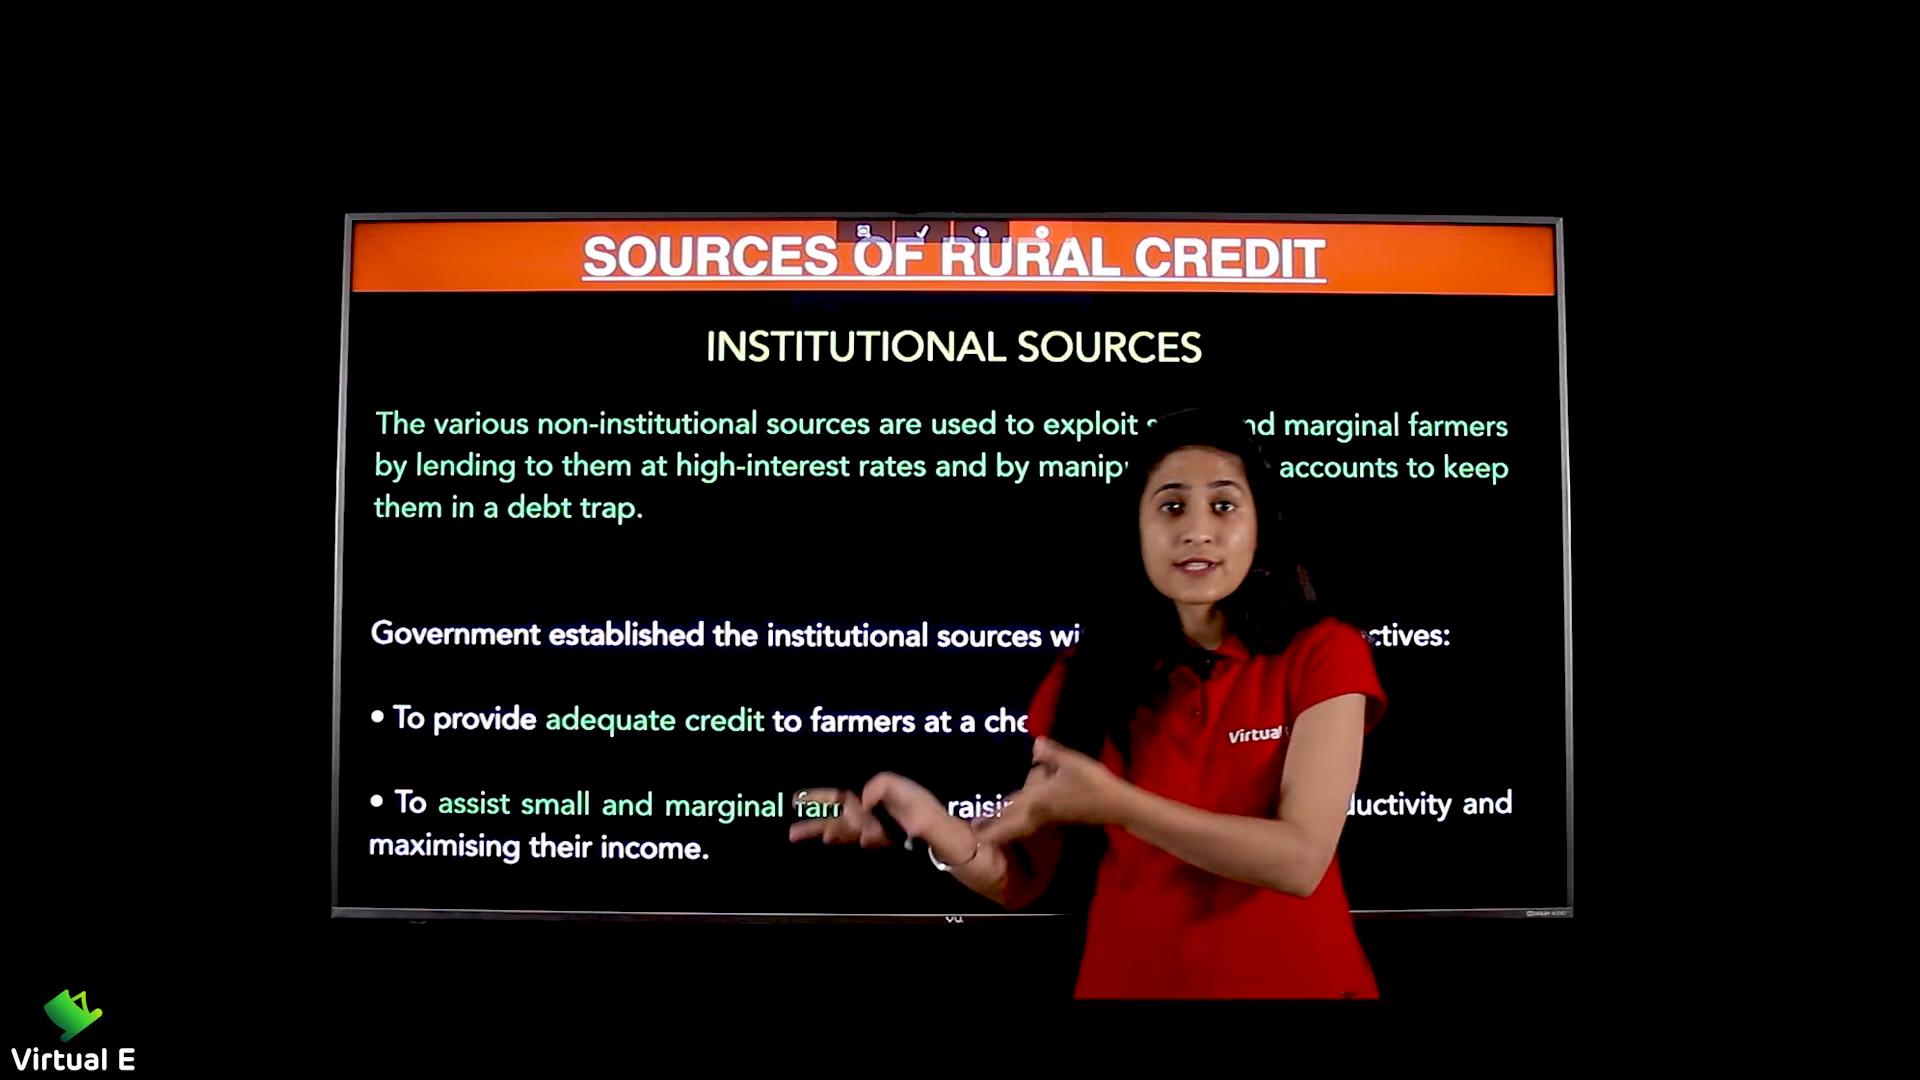 SOURCES OF RURAL CREDIT
INSTITUTIONAL SOURCES
The various non-institutional sources are used to exploit marginal farmers
by lending to them at high-interest rates and by accounts to keep
them in a debt trap.
Government established the institutional sources
• To provide adequate credit to farmers at a
• To assist small and marginal and
maximising their income.
Virtual
Virtual E